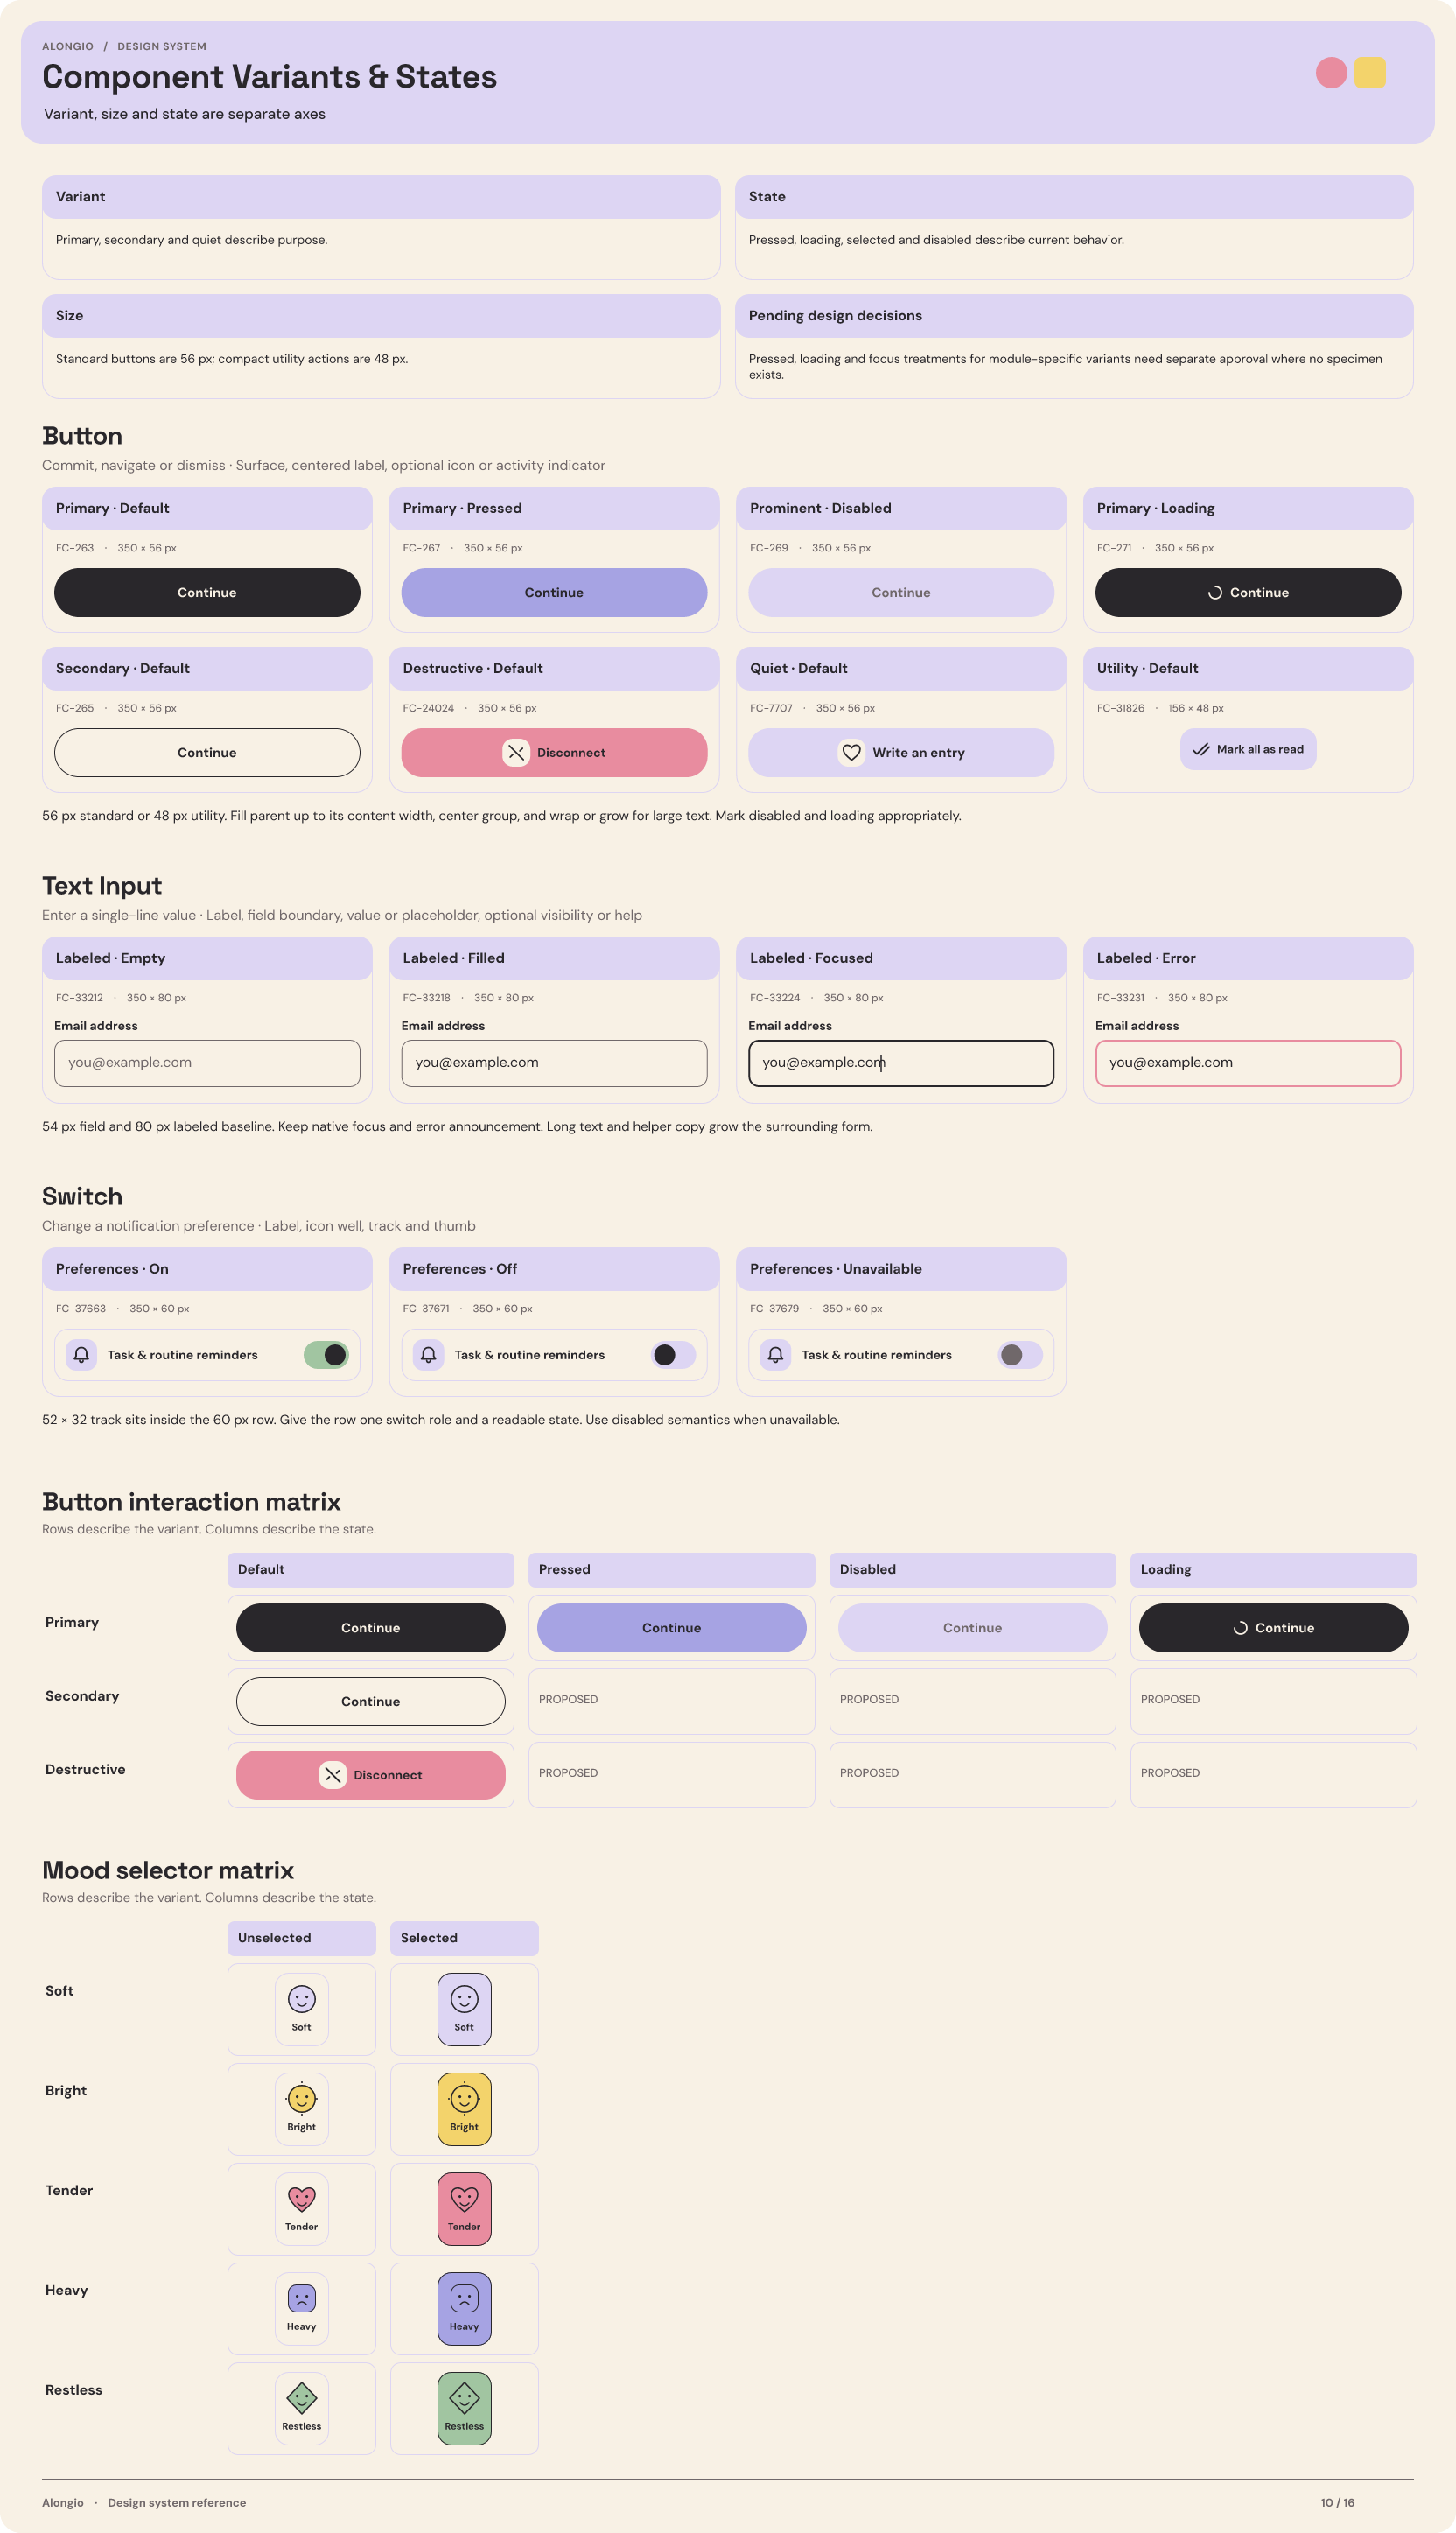 ALONGIO / DESIGN SYSTEM
Component Variants & States
Variant, size and state are separate axes
Variant
Primary, secondary and quiet describe purpose.
State
Pressed, loading, selected and disabled describe current behavior.
Size
Standard buttons are 56 px; compact utility actions are 48 px.
Pending design decisions
Pressed, loading and focus treatments for module-specific variants need separate approval where no specimen
exists.
Button
Commit, navigate or dismiss · Surface, centered label, optional icon or activity indicator
Primary · Default
FC-263 · 350 × 56 px
Continue
Primary · Pressed
FC-267 · 350 × 56 px
Continue
Prominent · Disabled
FC-269 · 350 × 56 px
Continue
Primary · Loading
FC-271 · 350 × 56 px
Continue
Secondary · Default
FC-265 · 350 × 56 px
Continue
Destructive · Default
FC-24024 · 350 × 56 px
Disconnect
Quiet · Default
FC-7707 · 350 × 56 px
Write an entry
Utility · Default
FC-31826 · 156 × 48 px
Mark all as read
56 px standard or 48 px utility. Fill parent up to its content width, center group, and wrap or grow for large text. Mark disabled and loading appropriately.
Text Input
Enter a single-line value · Label, field boundary, value or placeholder, optional visibility or help
Labeled · Empty
FC-33212 · 350 × 80 px
Email address
you@example.com
Labeled · Filled
FC-33218 · 350 × 80 px
Email address
you@example.com
Labeled · Focused
FC-33224 · 350 × 80 px
Email address
you@example.com
Labeled · Error
FC-33231 · 350 × 80 px
Email address
you@example.com
54 px field and 80 px labeled baseline. Keep native focus and error announcement. Long text and helper copy grow the surrounding form.
Switch
Change a notification preference · Label, icon well, track and thumb
Preferences · On
FC-37663 · 350 × 60 px
Task & routine reminders
Preferences · Off
FC-37671 · 350 × 60 px
Task & routine reminders
Preferences · Unavailable
FC-37679 · 350 × 60 px
Task & routine reminders
52 × 32 track sits inside the 60 px row. Give the row one switch role and a readable state. Use disabled semantics when unavailable.
Button interaction matrix
Rows describe the variant. Columns describe the state.
Default Pressed Disabled Loading
Primary Continue Continue Continue Continue
Secondary Continue PROPOSED PROPOSED PROPOSED
Destructive Disconnect PROPOSED PROPOSED PROPOSED
Mood selector matrix
Rows describe the variant. Columns describe the state.
Unselected Selected
Soft
Soft Soft
Bright
Bright Bright
Tender
Tender Tender
Heavy
Heavy Heavy
Restless
Restless Restless
Alongio · Design system reference 10 / 16